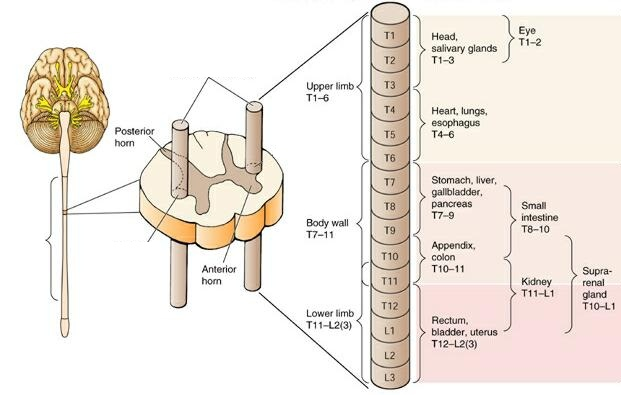 Posterior
horn
Anterior
horn
Upper limb
T1–6
Body wall
T7–11
Lower limb
T11–L2(3)
T1
T2
T3
T4
T5
T6
T7
T8
T9
T10
T11
T12
L1
L2
L3
Head,
salivary glands
T1–3
Eye
T1–2
Heart, lungs,
esophagus
T4–6
Stomach, liver,
gallbladder,
pancreas
T7–9
Small
intestine
T8–10
Appendix,
colon
T10–11
Kidney
T11–L1
Supra-
renal
gland
T10–L1
Rectum,
bladder, uterus
T12–L2(3)